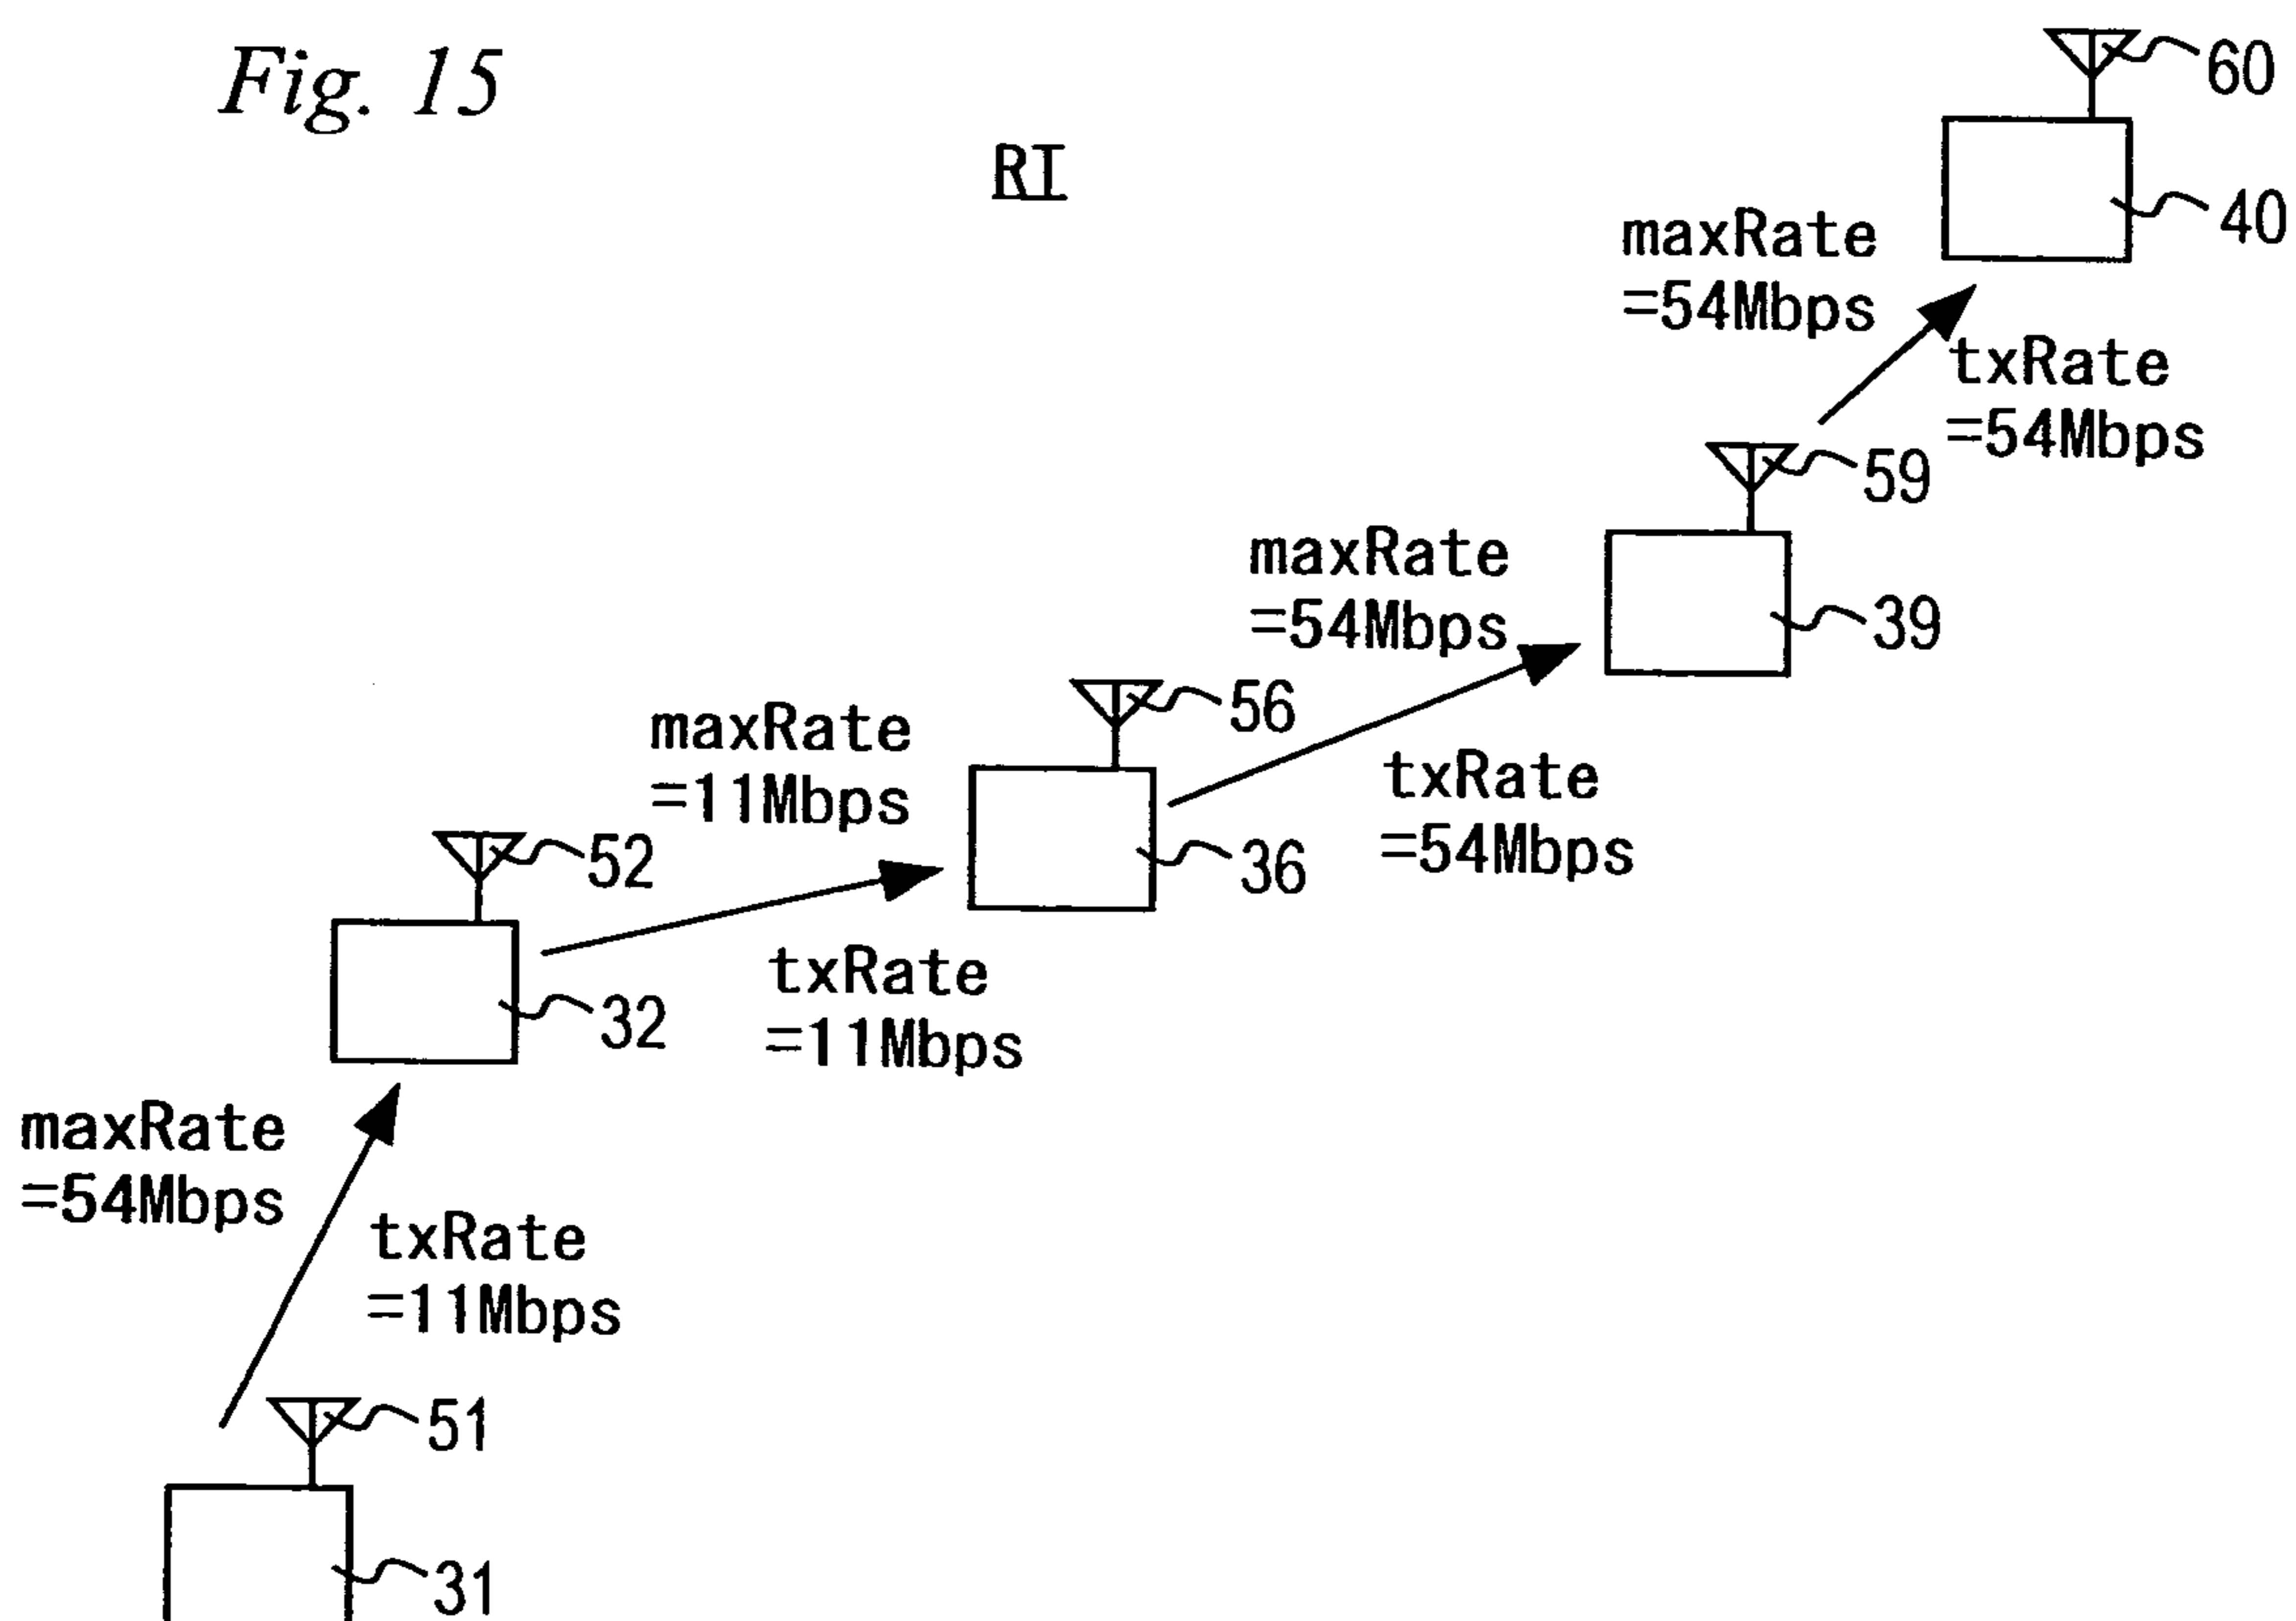 Fig. 15
RI
60
40
maxRate
=54Mbps
txRate
=54Mbps
59
39
maxRate
=54Mbps
txRate
=54Mbps
56
36
maxRate
=11Mbps
txRate
=11Mbps
52
32
maxRate
=54Mbps
txRate
=11Mbps
51
31